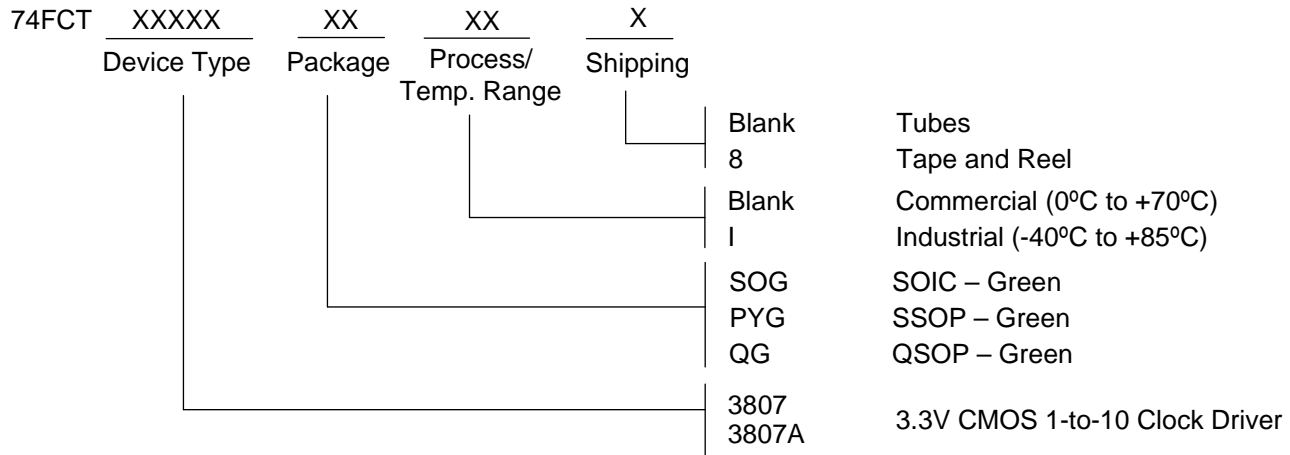 74FCT XXXXX XX XX X
Device Type Package Process/ Temp. Range Shipping
Blank Tubes
8 Tape and Reel
Blank Commercial (0ºC to +70ºC)
I Industrial (-40ºC to +85ºC)
SOG SOIC – Green
PYG SSOP – Green
QG QSOP – Green
3807
3807A
3.3V CMOS 1-to-10 Clock Driver